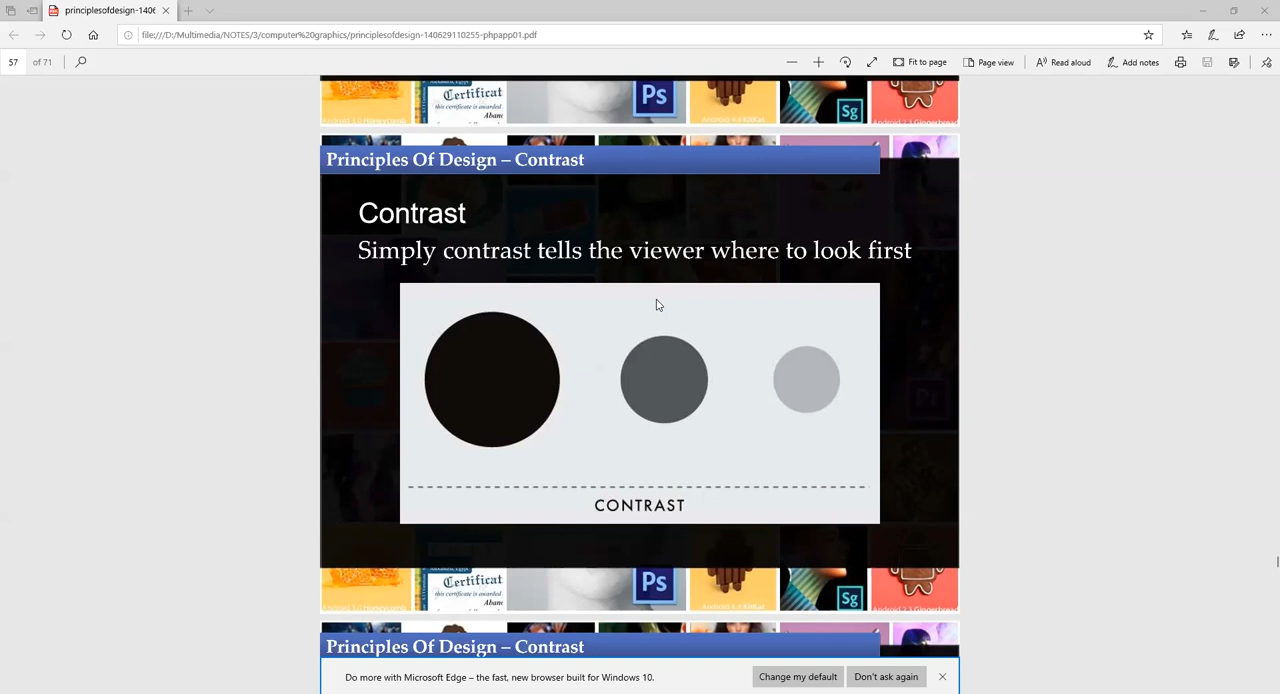 principlesofdesign-1406
file:///D:/Multimedia/NOTES/3/computer%20graphics/principlesofdesign-140629110255-phpapp01.pdf
57 of 71
Fit to page
Page view
Read aloud
Add notes
Certificat
this certificate is awarded
Abam
Ps
Sg
Principles Of Design – Contrast
Contrast
Simply contrast tells the viewer where to look first
CONTRAST
Certificat
this certificate is awarded
Abam
Ps
Sg
Principles Of Design – Contrast
Do more with Microsoft Edge – the fast, new browser built for Windows 10.
Change my default
Don't ask again